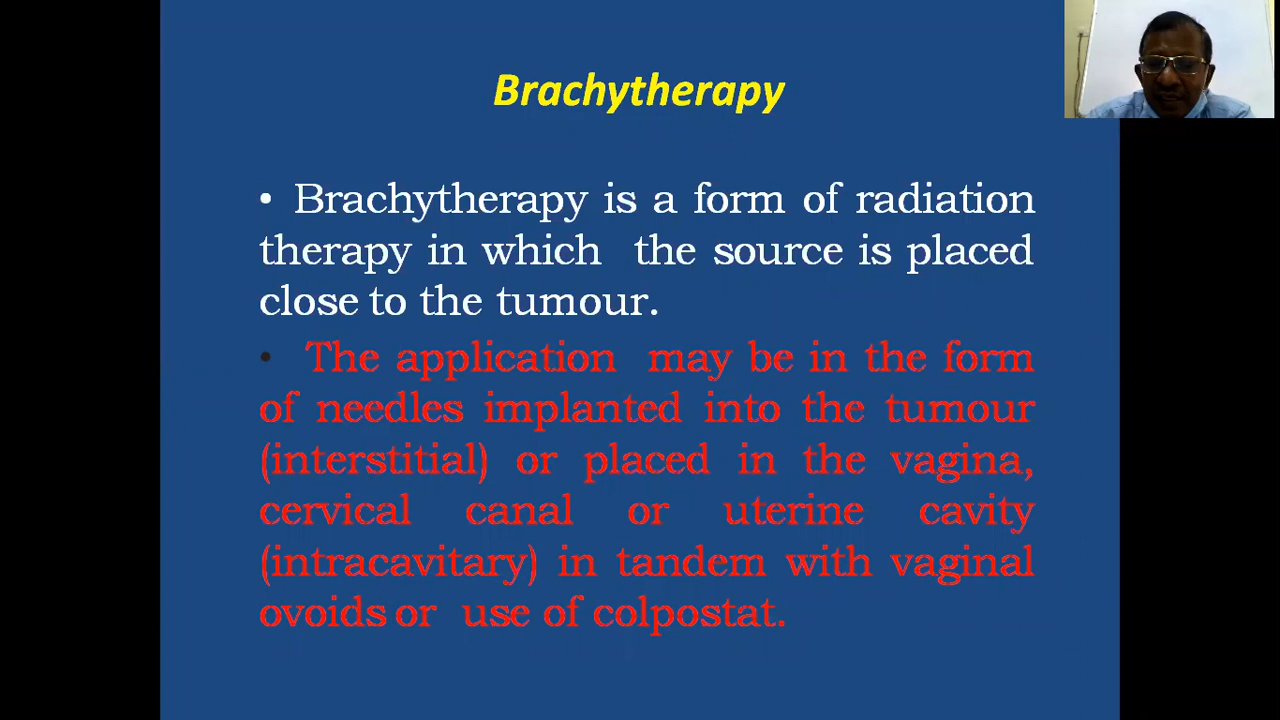 Brachytherapy
• Brachytherapy is a form of radiation
therapy in which the source is placed
close to the tumour.
• The application may be in the form
of needles implanted into the tumour
(interstitial) or placed in the vagina,
cervical canal or uterine cavity
(intracavitary) in tandem with vaginal
ovoids or use of colpostat.